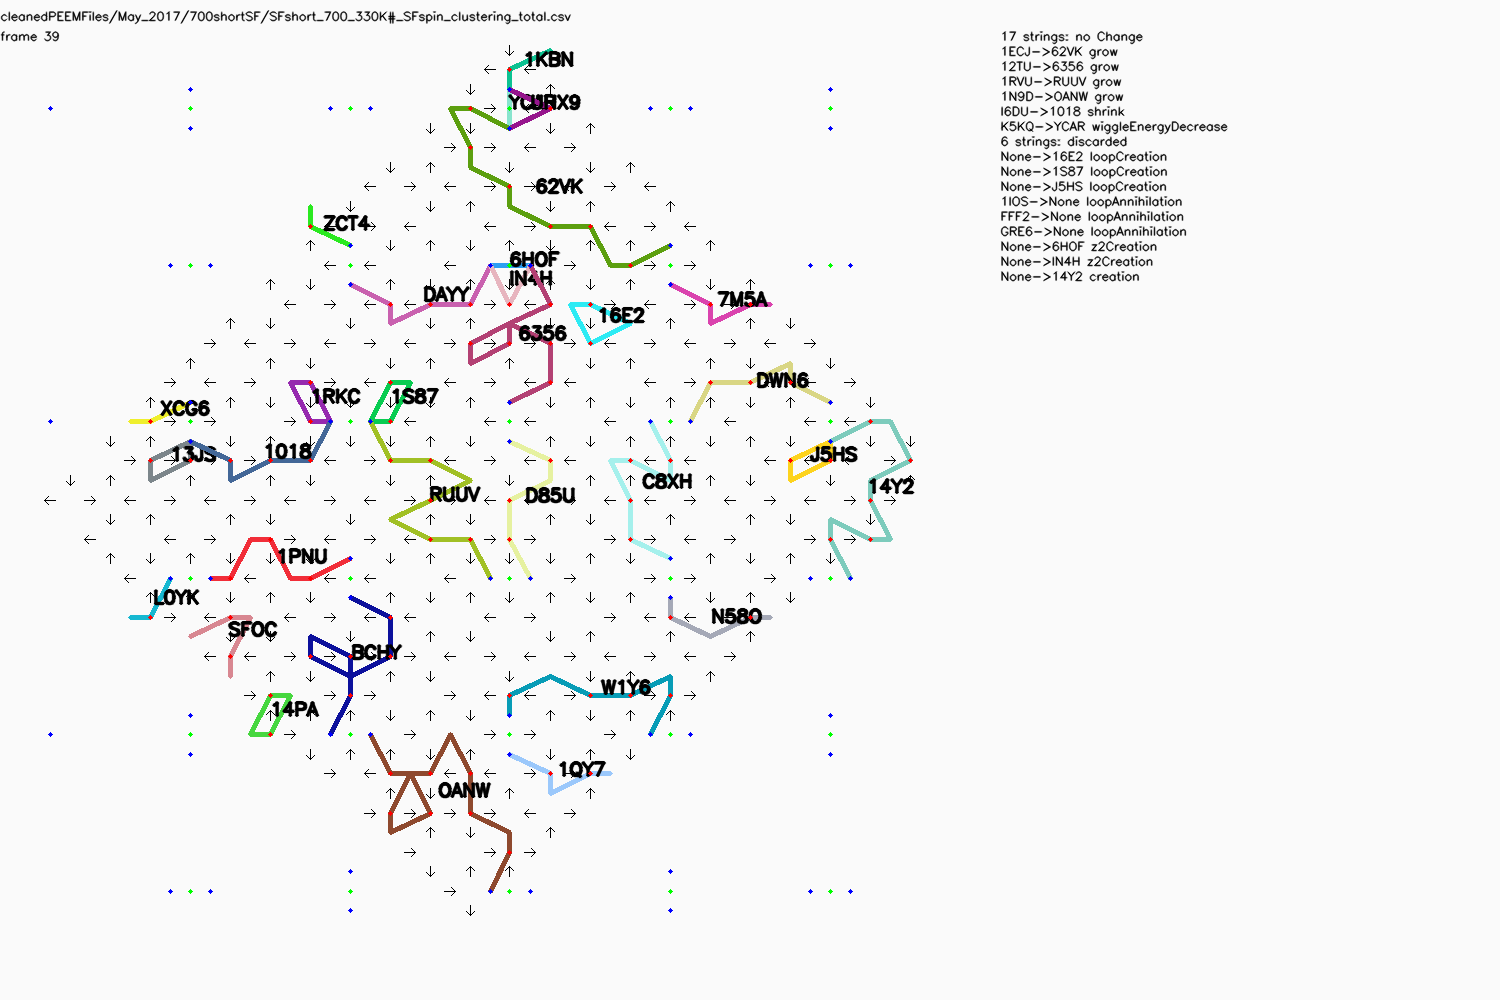 cleanedPEEMFiles/May_2017/700shortSF/SFshort_700_330K#_SFspin_clustering_total.csv
frame 39
17 strings: no Change
1ECJ->62VK grow
12TU->6356 grow
1RVU->RUUV grow
1N9D->OANW grow
I6DU->1018 shrink
K5KQ->YCAR wiggleEnergyDecrease
6 strings: discarded
None->16E2 loopCreation
None->1S87 loopCreation
None->J5HS loopCreation
1IOS->None loopAnnihilation
FFF2->None loopAnnihilation
GRE6->None loopAnnihilation
None->6HOF z2Creation
None->IN4H z2Creation
None->14Y2 creation
1KBN
62VK
ZCT4
6HOF
IN4H
DAYY
7M5A
16E2
6356
DWN6
1RKC
1S87
XCG6
13JS
1018
J5HS
C8XH
14Y2
RUUV
D85U
1PNU
LOYK
N580
SFOC
BCHY
W1Y6
14PA
1QY7
OANW